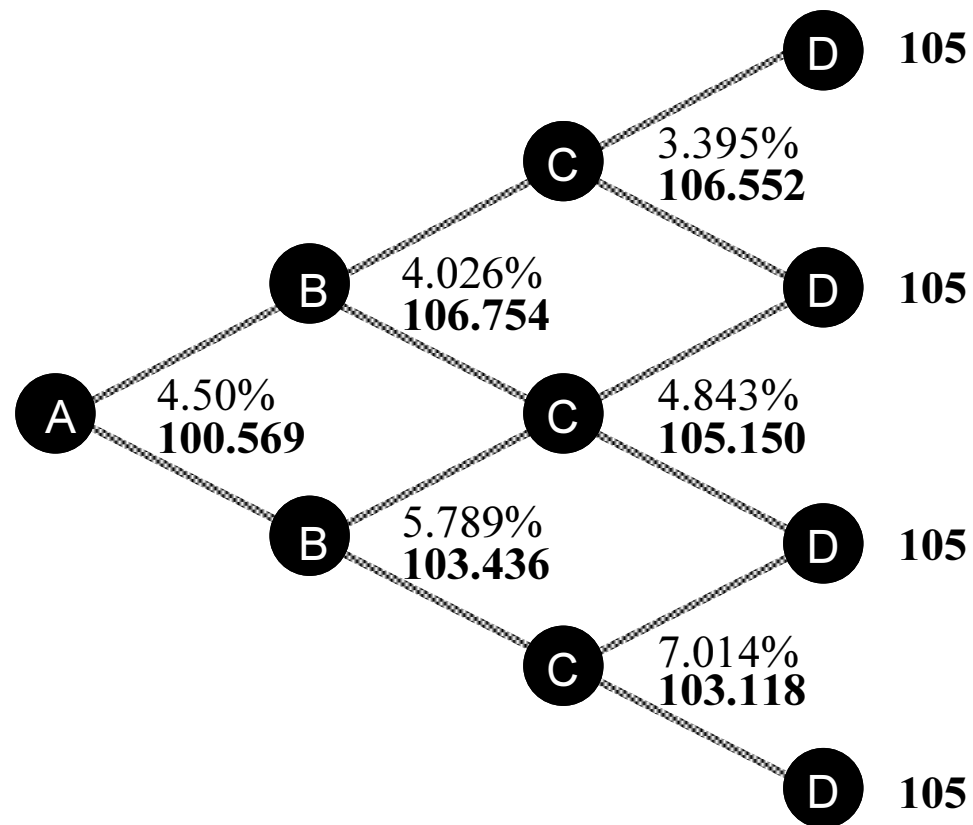 D 105
C 3.395%
106.552
B 4.026%
106.754
D 105
A 4.50%
100.569
C 4.843%
105.150
B 5.789%
103.436
D 105
C 7.014%
103.118
D 105